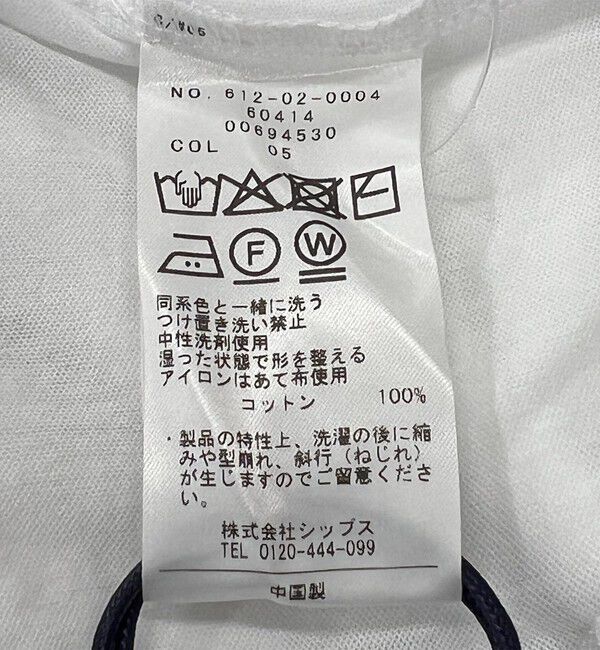 NO. 612-02-0004
60414
00694530
COL 05
F W
同系色と一緒に洗う
つけ置き洗い禁止
中性洗剤使用
湿った状態で形を整える
アイロンはあて布使用
コットン 100%
・製品の特性上、洗濯の後に縮
みや型崩れ、斜行（ねじれ）
が生じますのでご留意くださ
い。
株式会社シップス
TEL 0120-444-099
中国製